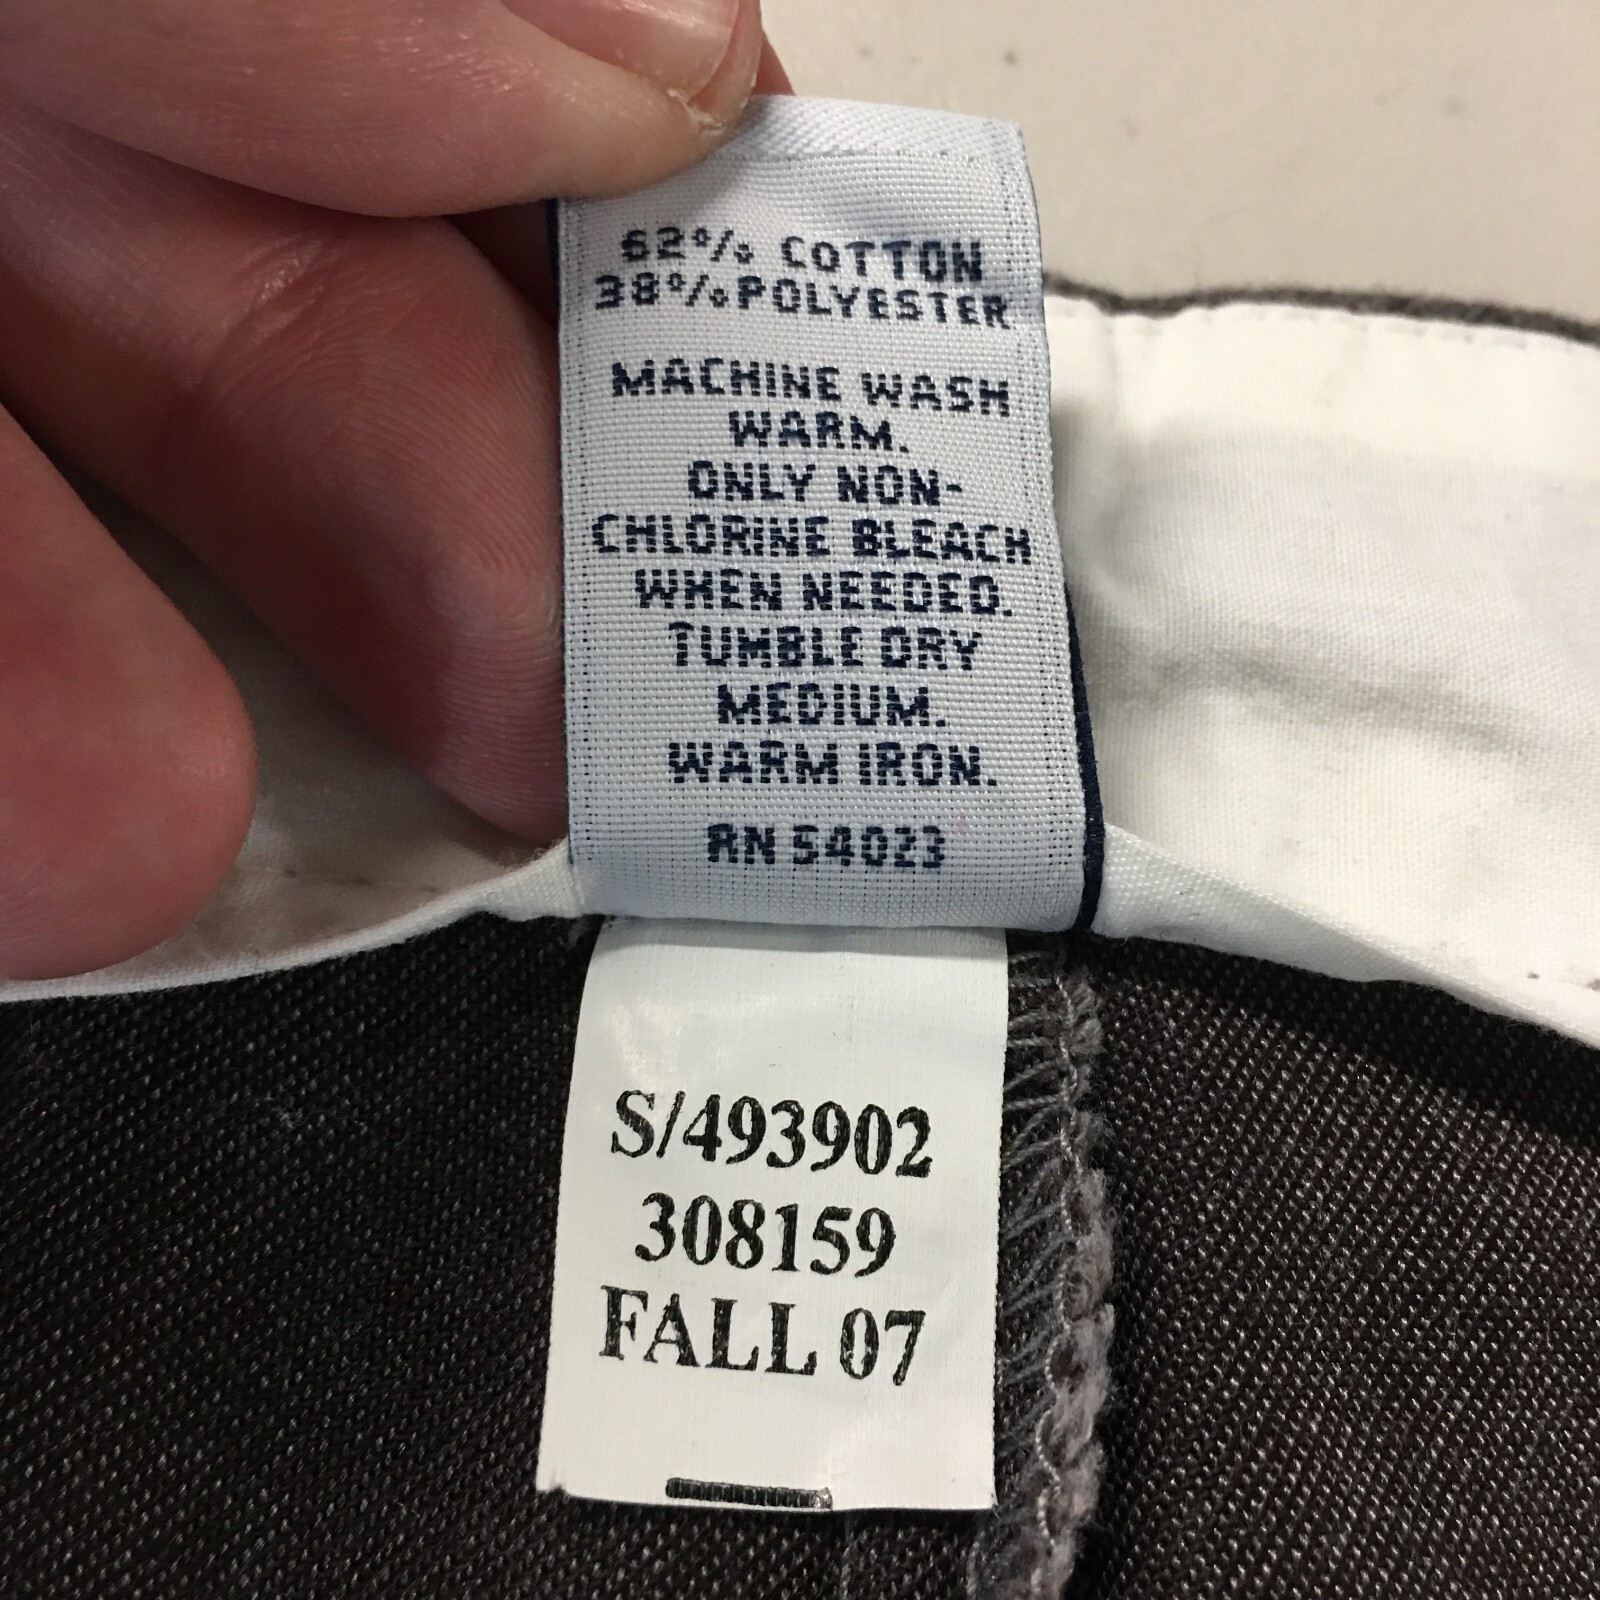 62% COTTON
38% POLYESTER
MACHINE WASH
WARM.
ONLY NON-
CHLORINE BLEACH
WHEN NEEDED.
TUMBLE DRY
MEDIUM.
WARM IRON.
RN 54023
S/493902
308159
FALL 07